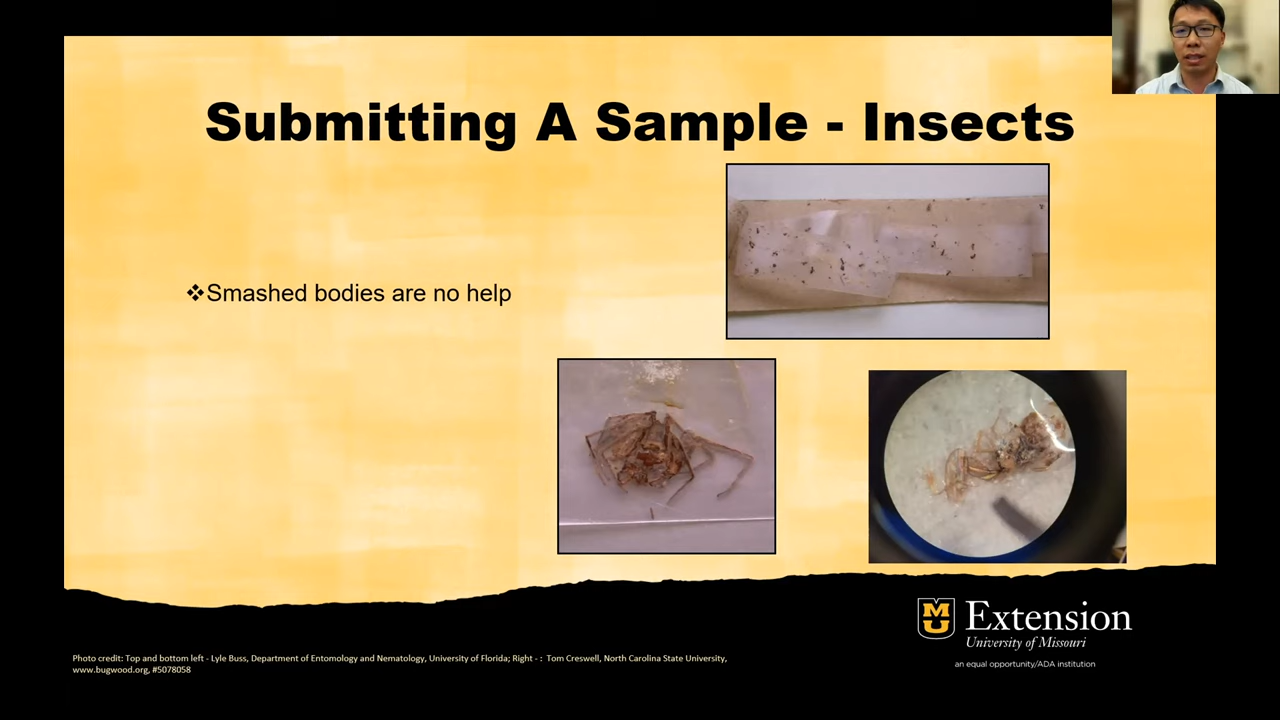 Submitting A Sample - Insects
❖Smashed bodies are no help
MU Extension
University of Missouri
an equal opportunity/ADA institution
Photo credit: Top and bottom left - Lyle Buss, Department of Entomology and Nematology, University of Florida; Right - : Tom Creswell, North Carolina State University,
www.bugwood.org, #5078058